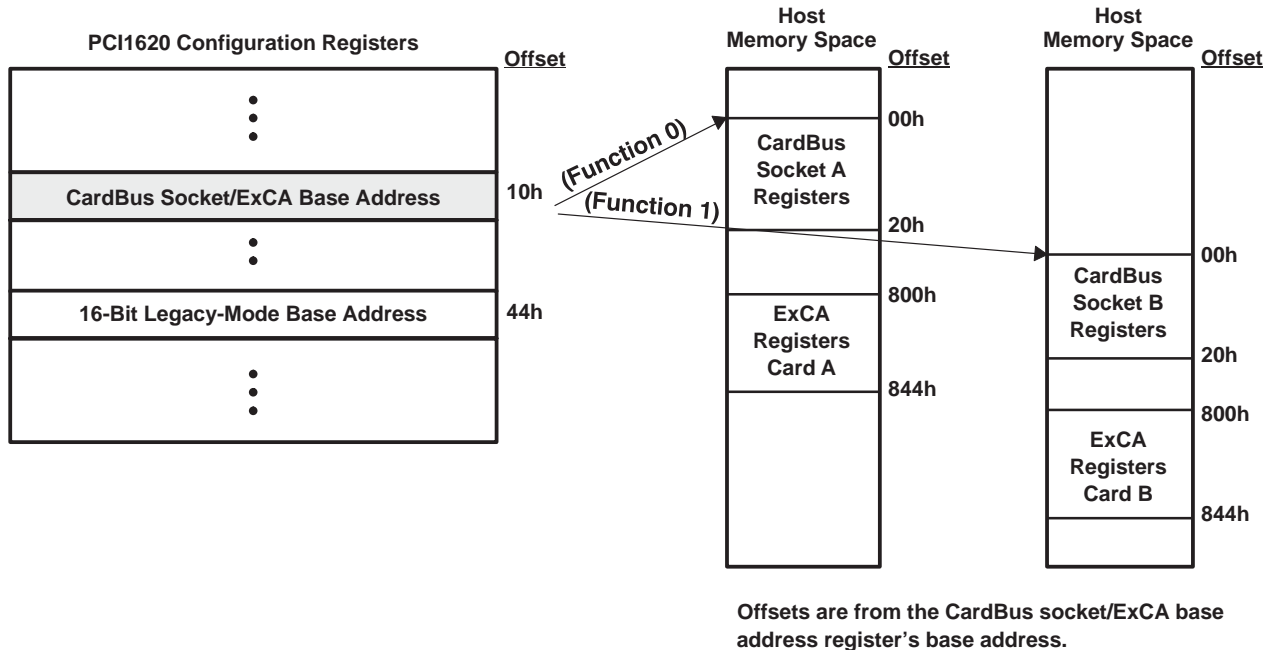 PCI1620 Configuration Registers
Offset
CardBus Socket/ExCA Base Address
10h
16-Bit Legacy-Mode Base Address
44h
(Function 0)
(Function 1)
Host
Memory Space
Offset
00h
CardBus
Socket A
Registers
20h
800h
ExCA
Registers
Card A
844h
Host
Memory Space
Offset
00h
CardBus
Socket B
Registers
20h
800h
ExCA
Registers
Card B
844h
Offsets are from the CardBus socket/ExCA base
address register's base address.